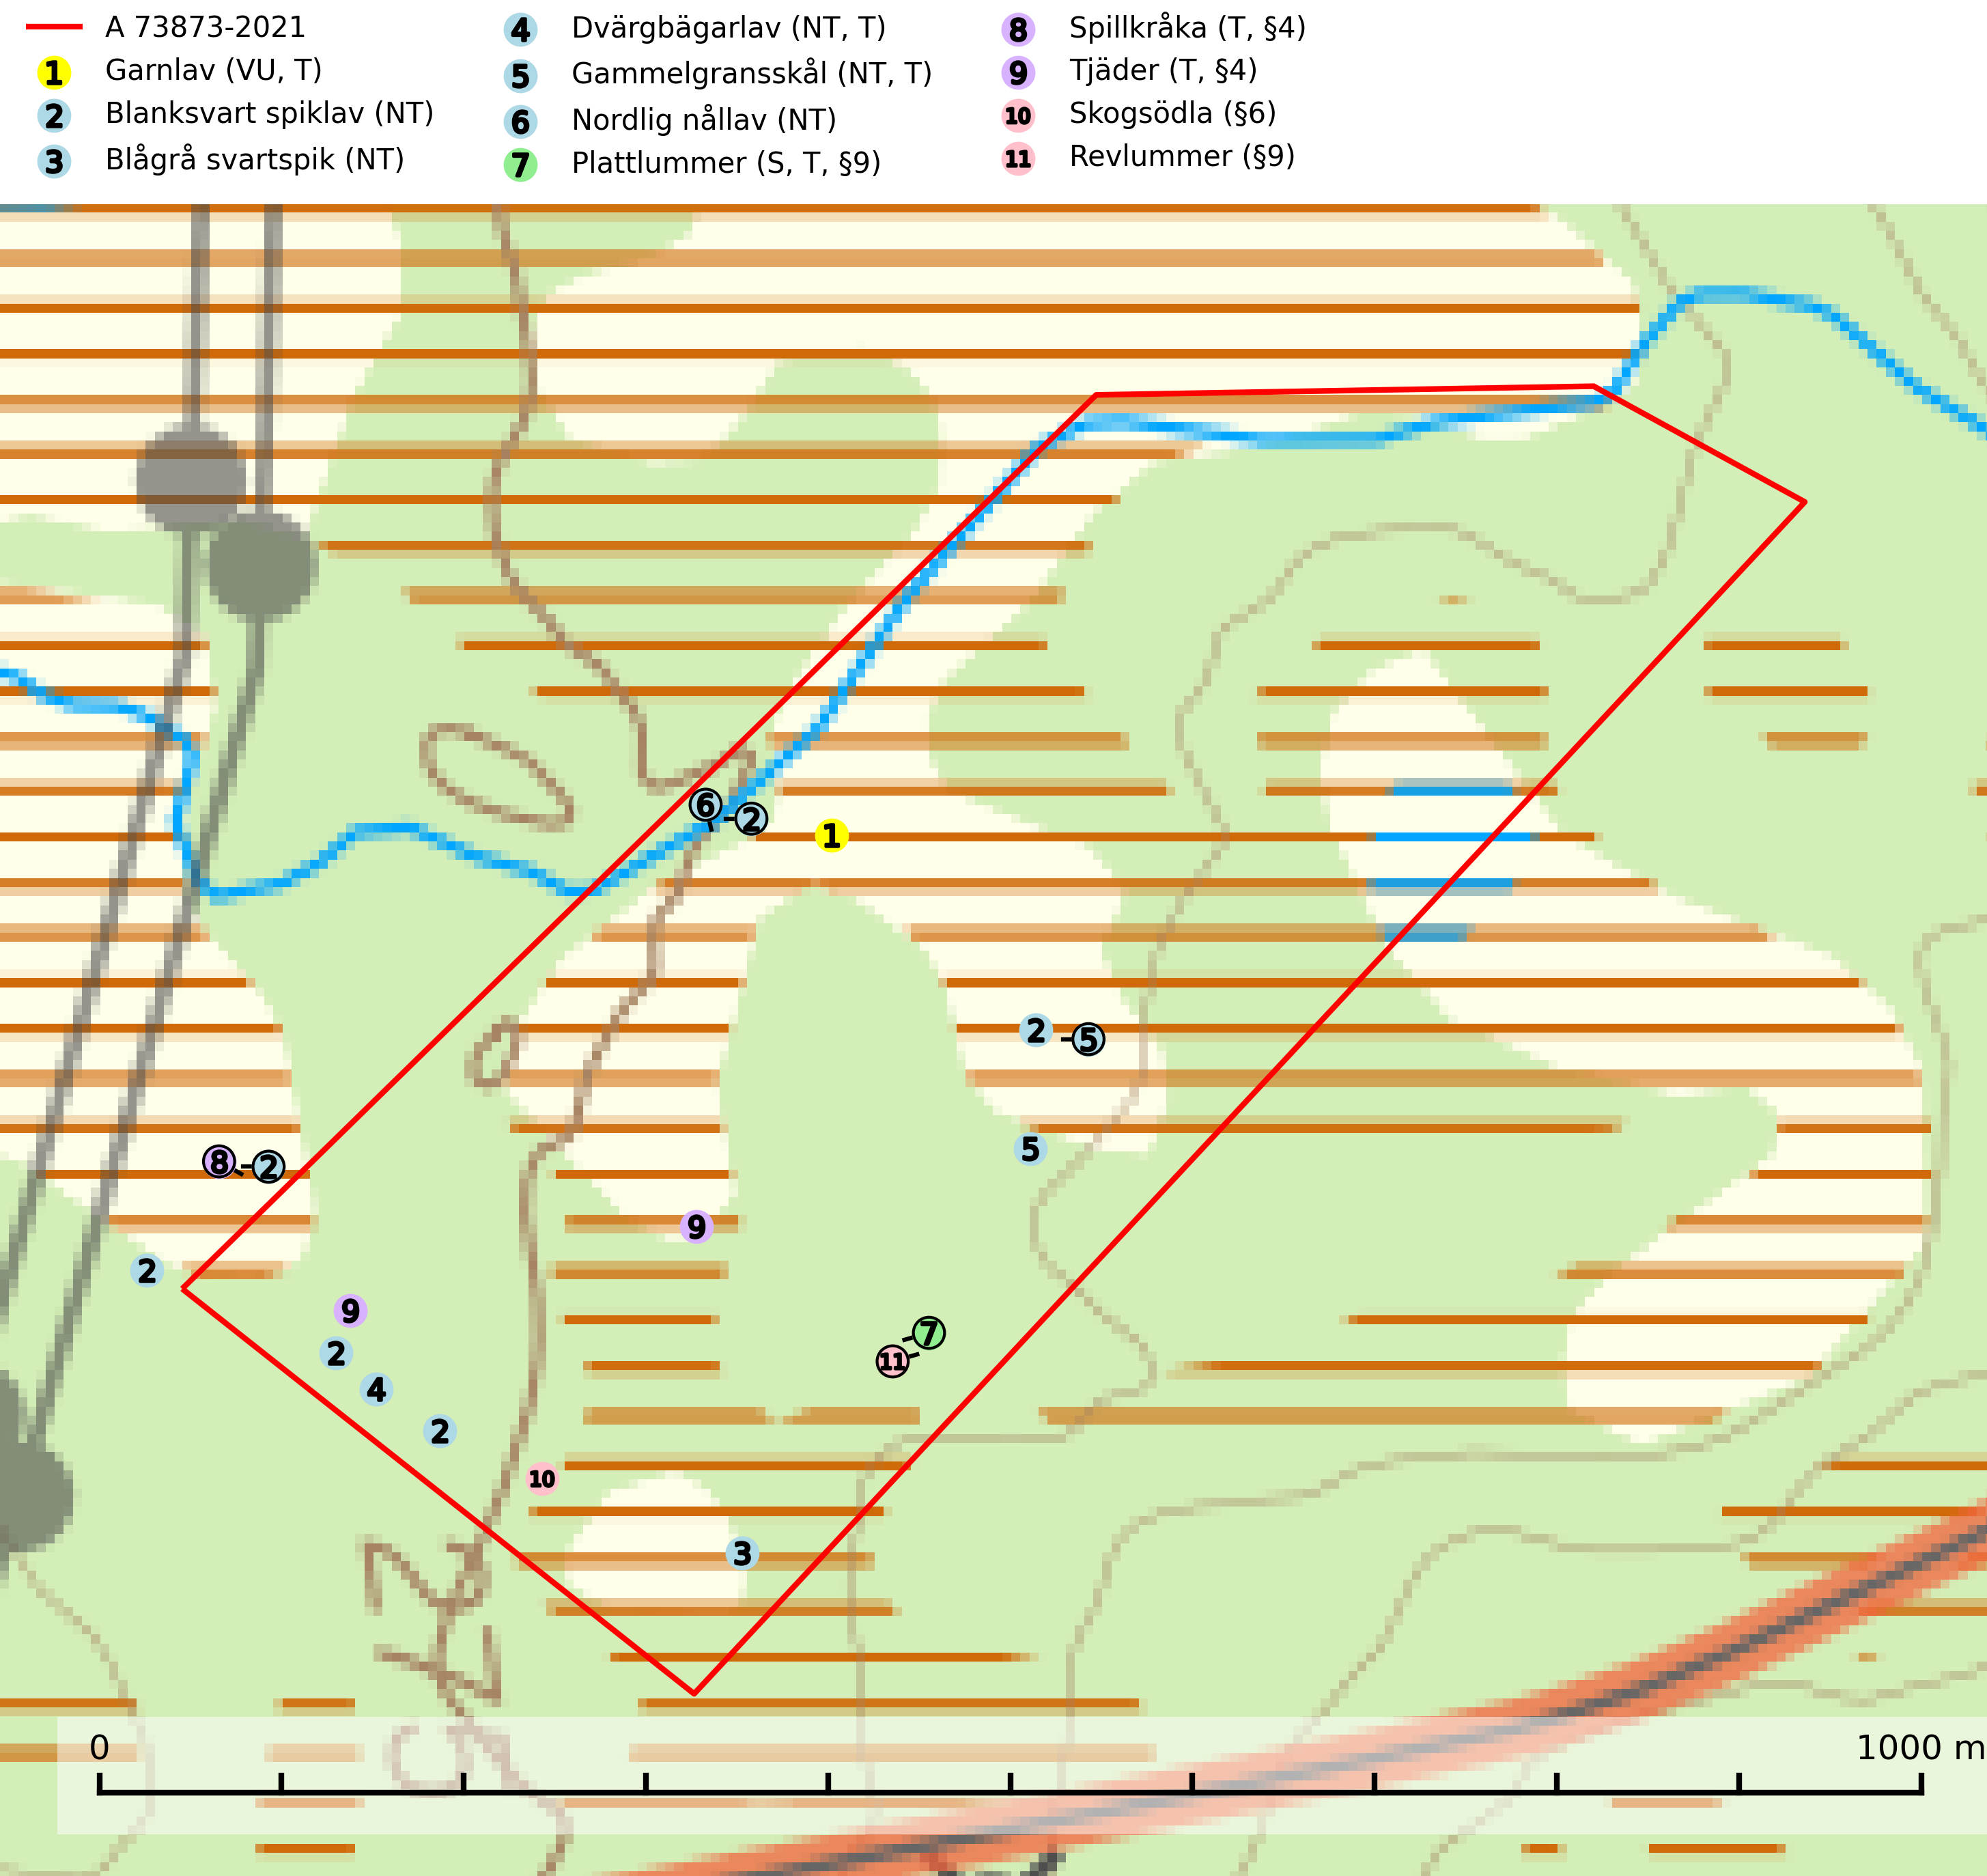 A 73873-2021
1 Garnlav (VU, T)
2 Blanksvart spiklav (NT)
3 Blågrå svartspik (NT)
4 Dvärgbägarlav (NT, T)
5 Gammelgransskål (NT, T)
6 Nordlig nållav (NT)
7 Plattlummer (S, T, §9)
8 Spillkråka (T, §4)
9 Tjäder (T, §4)
10 Skogsödla (§6)
11 Revlummer (§9)
6 2
1
2 5
5
8 2
9
2
9
7
2
11
4
2
10
3
0 1000 m